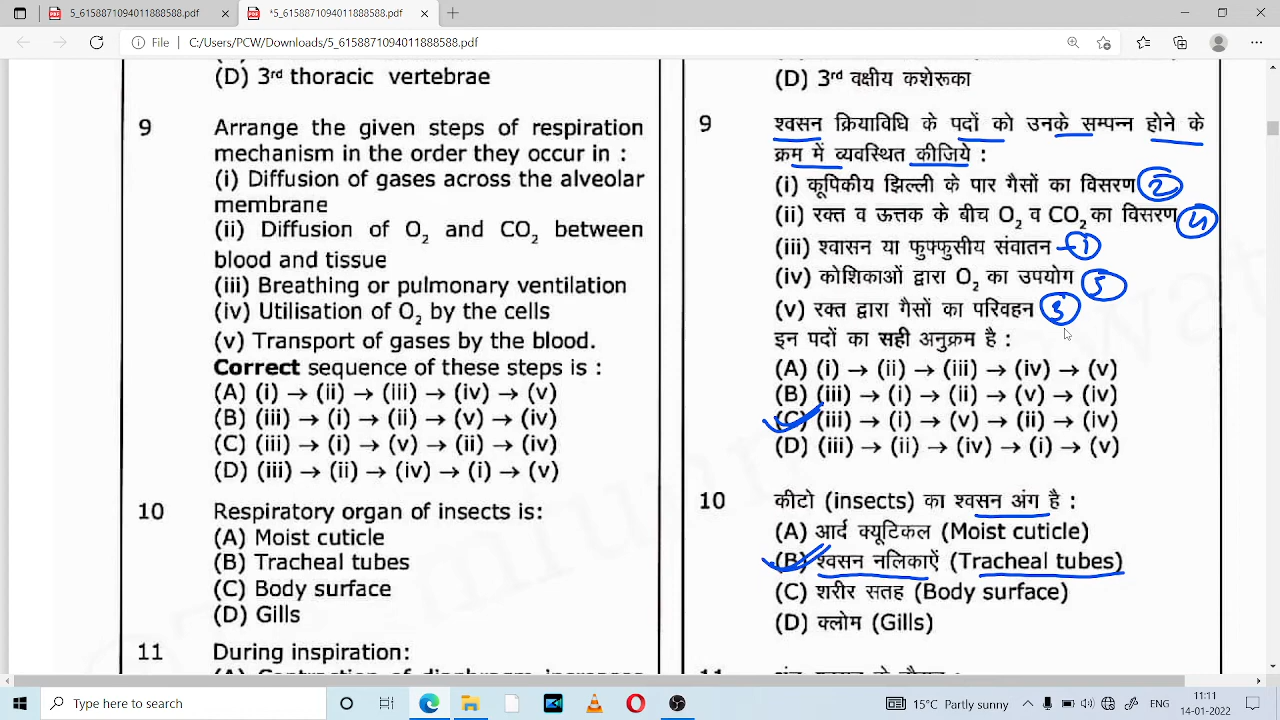 5_6158871094011888588.pdf
*5_6158871094011888588.pdf
File | C:/Users/PCW/Downloads/5_6158871094011888588.pdf
(D) 3rd thoracic vertebrae
9 Arrange the given steps of respiration
mechanism in the order they occur in :
(i) Diffusion of gases across the alveolar
membrane
(ii) Diffusion of O2 and CO2 between
blood and tissue
(iii) Breathing or pulmonary ventilation
(iv) Utilisation of O2 by the cells
(v) Transport of gases by the blood.
Correct sequence of these steps is :
(A) (i) → (ii) → (iii) → (iv) → (v)
(B) (iii) → (i) → (ii) → (v) → (iv)
(C) (iii) → (i) → (v) → (ii) → (iv)
(D) (iii) → (ii) → (iv) → (i) → (v)
10 Respiratory organ of insects is:
(A) Moist cuticle
(B) Tracheal tubes
(C) Body surface
(D) Gills
11 During inspiration:
(D) 3rd वक्षीय कशेरूका
9 श्वसन क्रियाविधि के पदों को उनके सम्पन्न होने के
क्रम में व्यवस्थित कीजिये :
(i) कूपिकीय झिल्ली के पार गैसों का विसरण 2
(ii) रक्त व ऊत्तक के बीच O2 व CO2 का विसरण 4
(iii) श्वासन या फुफ्फुसीय संवातन - 1
(iv) कोशिकाओं द्वारा O2 का उपयोग 5
(v) रक्त द्वारा गैसों का परिवहन 3
इन पदों का सही अनुक्रम है :
(A) (i) → (ii) → (iii) → (iv) → (v)
(B) (iii) → (i) → (ii) → (v) → (iv)
(C) (iii) → (i) → (v) → (ii) → (iv)
(D) (iii) → (ii) → (iv) → (i) → (v)
10 कीटो (insects) का श्वसन अंग है :
(A) आर्द क्यूटिकल (Moist cuticle)
(B) श्वसन नलिकाऐं (Tracheal tubes)
(C) शरीर सतह (Body surface)
(D) क्लोम (Gills)
Type here to search
15°C Partly sunny
ENG
11:11
14-01-2022